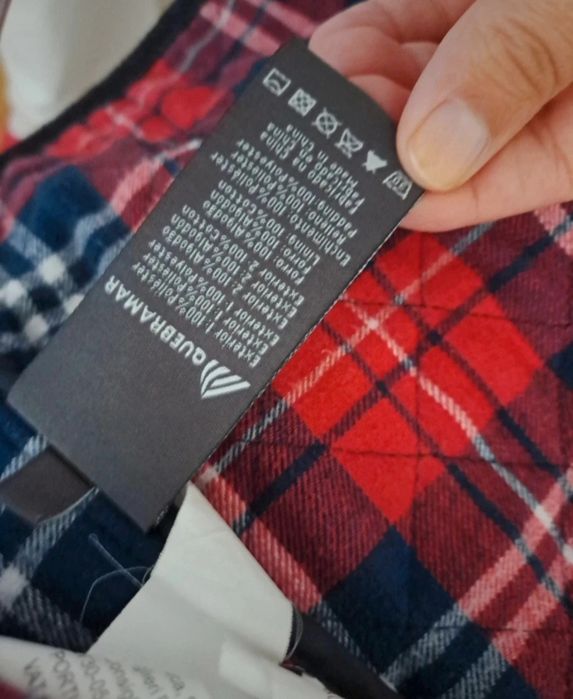 QUEBRAMAR
Exterior 1: 100% Poliéster
Exterior 1: 100% Polyester
Exterior 2: 100% Algodão
Exterior 2: 100% Cotton
Forro: 100% Algodão
Lining: 100% Cotton
Enchimento: 100% Poliéster
Padding: 100% Polyester
Fabricado na China
Made in China